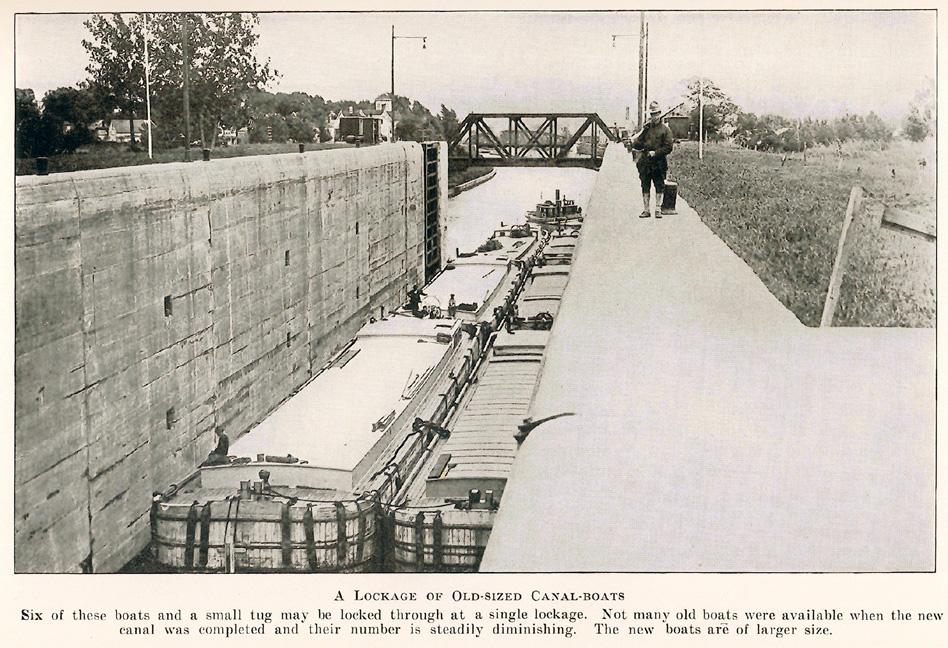 A Lockage of Old-sized Canal-boats
Six of these boats and a small tug may be locked through at a single lockage. Not many old boats were available when the new
canal was completed and their number is steadily diminishing. The new boats are of larger size.